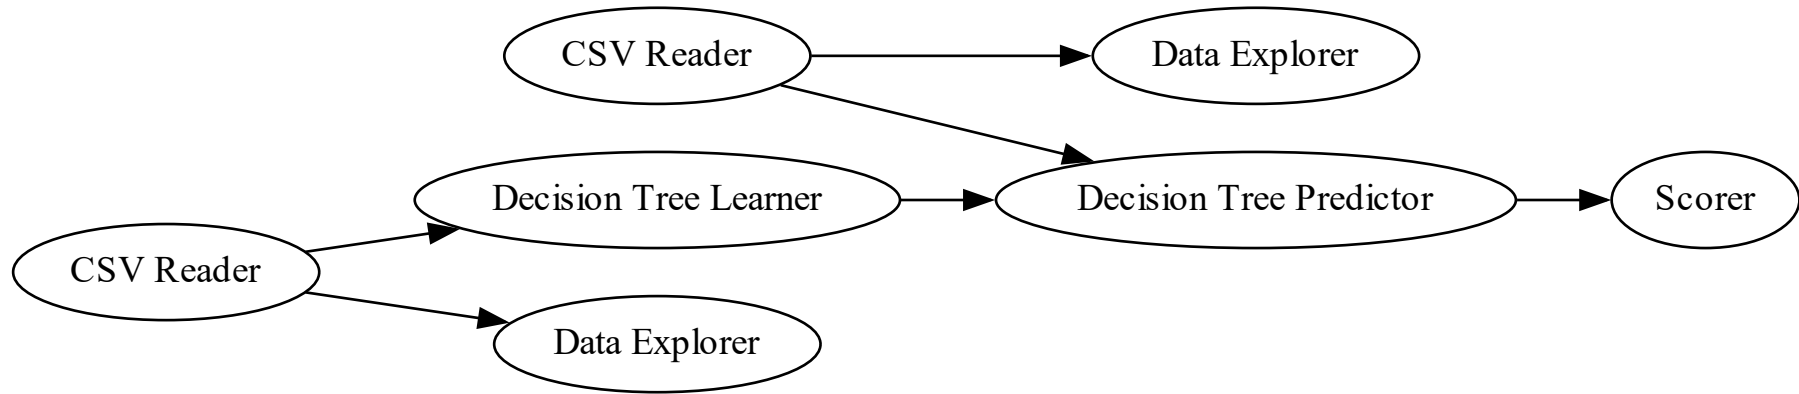 CSV Reader
Data Explorer
Decision Tree Learner
Decision Tree Predictor
Scorer
CSV Reader
Data Explorer